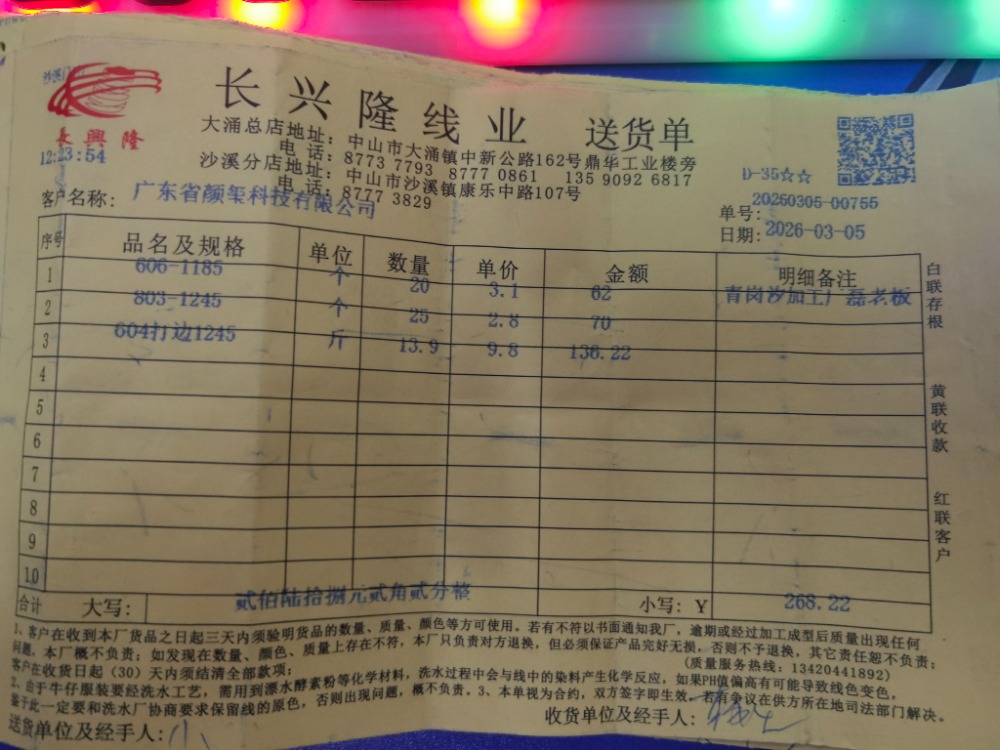 長興隆
12:23:54
长兴隆线业 送货单
大涌总店地址：中山市大涌镇中新公路162号鼎华工业楼旁
电话：8773 7793 8777 0861 135 9092 6817
沙溪分店地址：中山市沙溪镇康乐中路107号
电话：8777 3829
D-35☆☆
客户名称：广东省颜玺科技有限公司
单号：20260305-00755
日期：2026-03-05
序号 品名及规格 单位 数量 单价 金额 明细备注
1 606-1185 个 20 3.1 62 青岗沙加工厂磊老板
2 803-1245 个 25 2.8 70
3 604打边1245 斤 13.9 9.8 136.22
4
5
6
7
8
9
10
合计 大写： 贰佰陆拾捌元贰角贰分整 小写：Y 268.22
白联存根
黄联收款
红联客户
1、客户在收到本厂货品之日起三天内须验明货品的数量、质量、颜色等方可使用。若有不符以书面通知我厂，逾期或经过加工成型后质量出现任何
问题，本厂概不负责；如发现在数量、颜色、质量上存在不符，本厂只负责对方退换，但必须保证产品完好无损，否则不予退换，其它责任恕不负责；
客户在收货日起（30）天内须结清全部款项； (质量服务热线：13420441892)
2、由于牛仔服装要经洗水工艺，需用到漂水酵素粉等化学材料，洗水过程中会与线中的染料产生化学反应，如果PH值偏高有可能导致线色变色，
鉴于此一定要和洗水厂协商要求保留线的原色，否则出现问题，概不负责。3、本单视为合约，双方签字即生效，若有争议在供方所在地司法部门解决。
送货单位及经手人：小
收货单位及经手人：